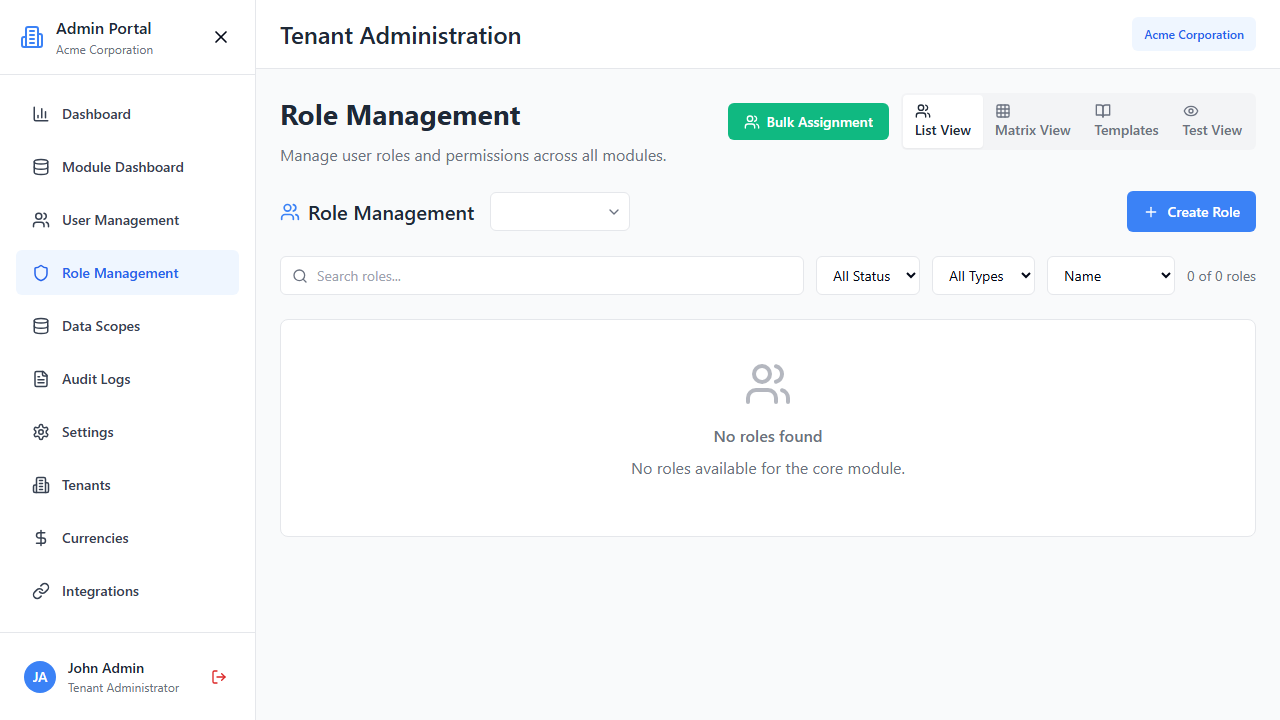 Admin Portal
Acme Corporation
Dashboard
Module Dashboard
User Management
Role Management
Data Scopes
Audit Logs
Settings
Tenants
Currencies
Integrations
JA
John Admin
Tenant Administrator
Tenant Administration
Acme Corporation
Role Management
Manage user roles and permissions across all modules.
Bulk Assignment
List View
Matrix View
Templates
Test View
Role Management
Create Role
Search roles...
All Status
All Types
Name
0 of 0 roles
No roles found
No roles available for the core module.